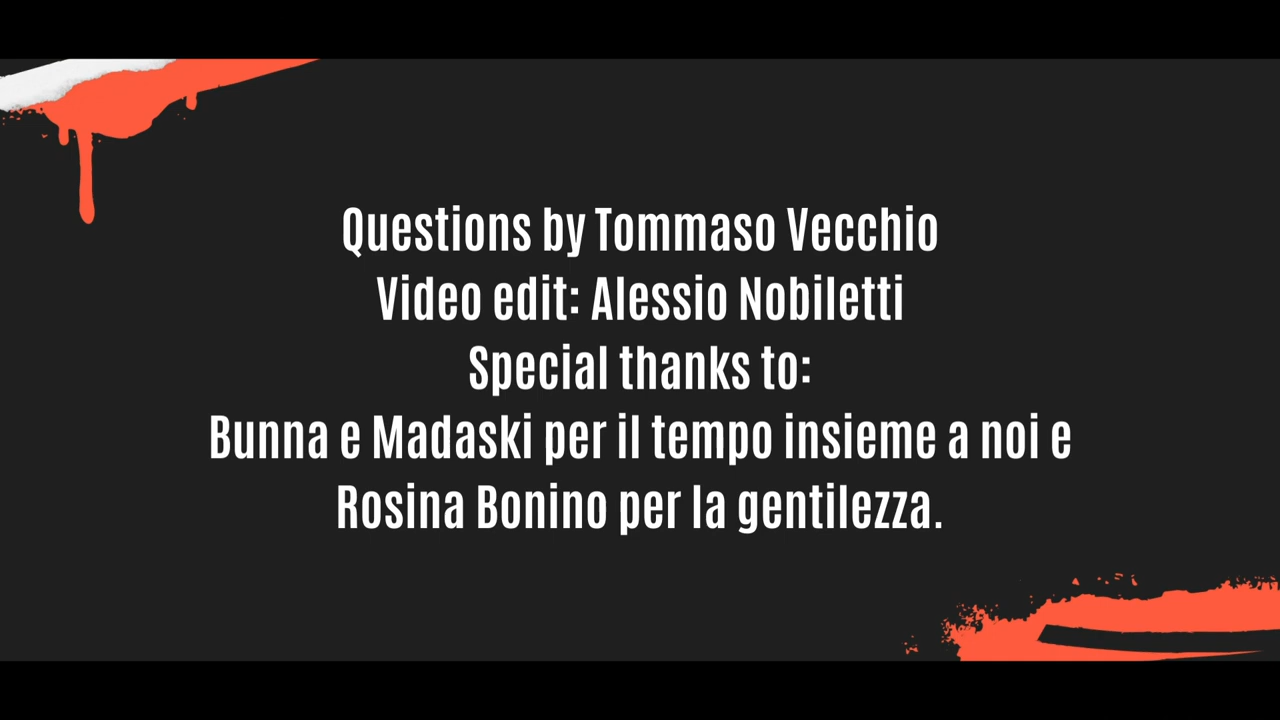 Questions by Tommaso Vecchio
Video edit: Alessio Nobiletti
Special thanks to:
Bunna e Madaski per il tempo insieme a noi e
Rosina Bonino per la gentilezza.